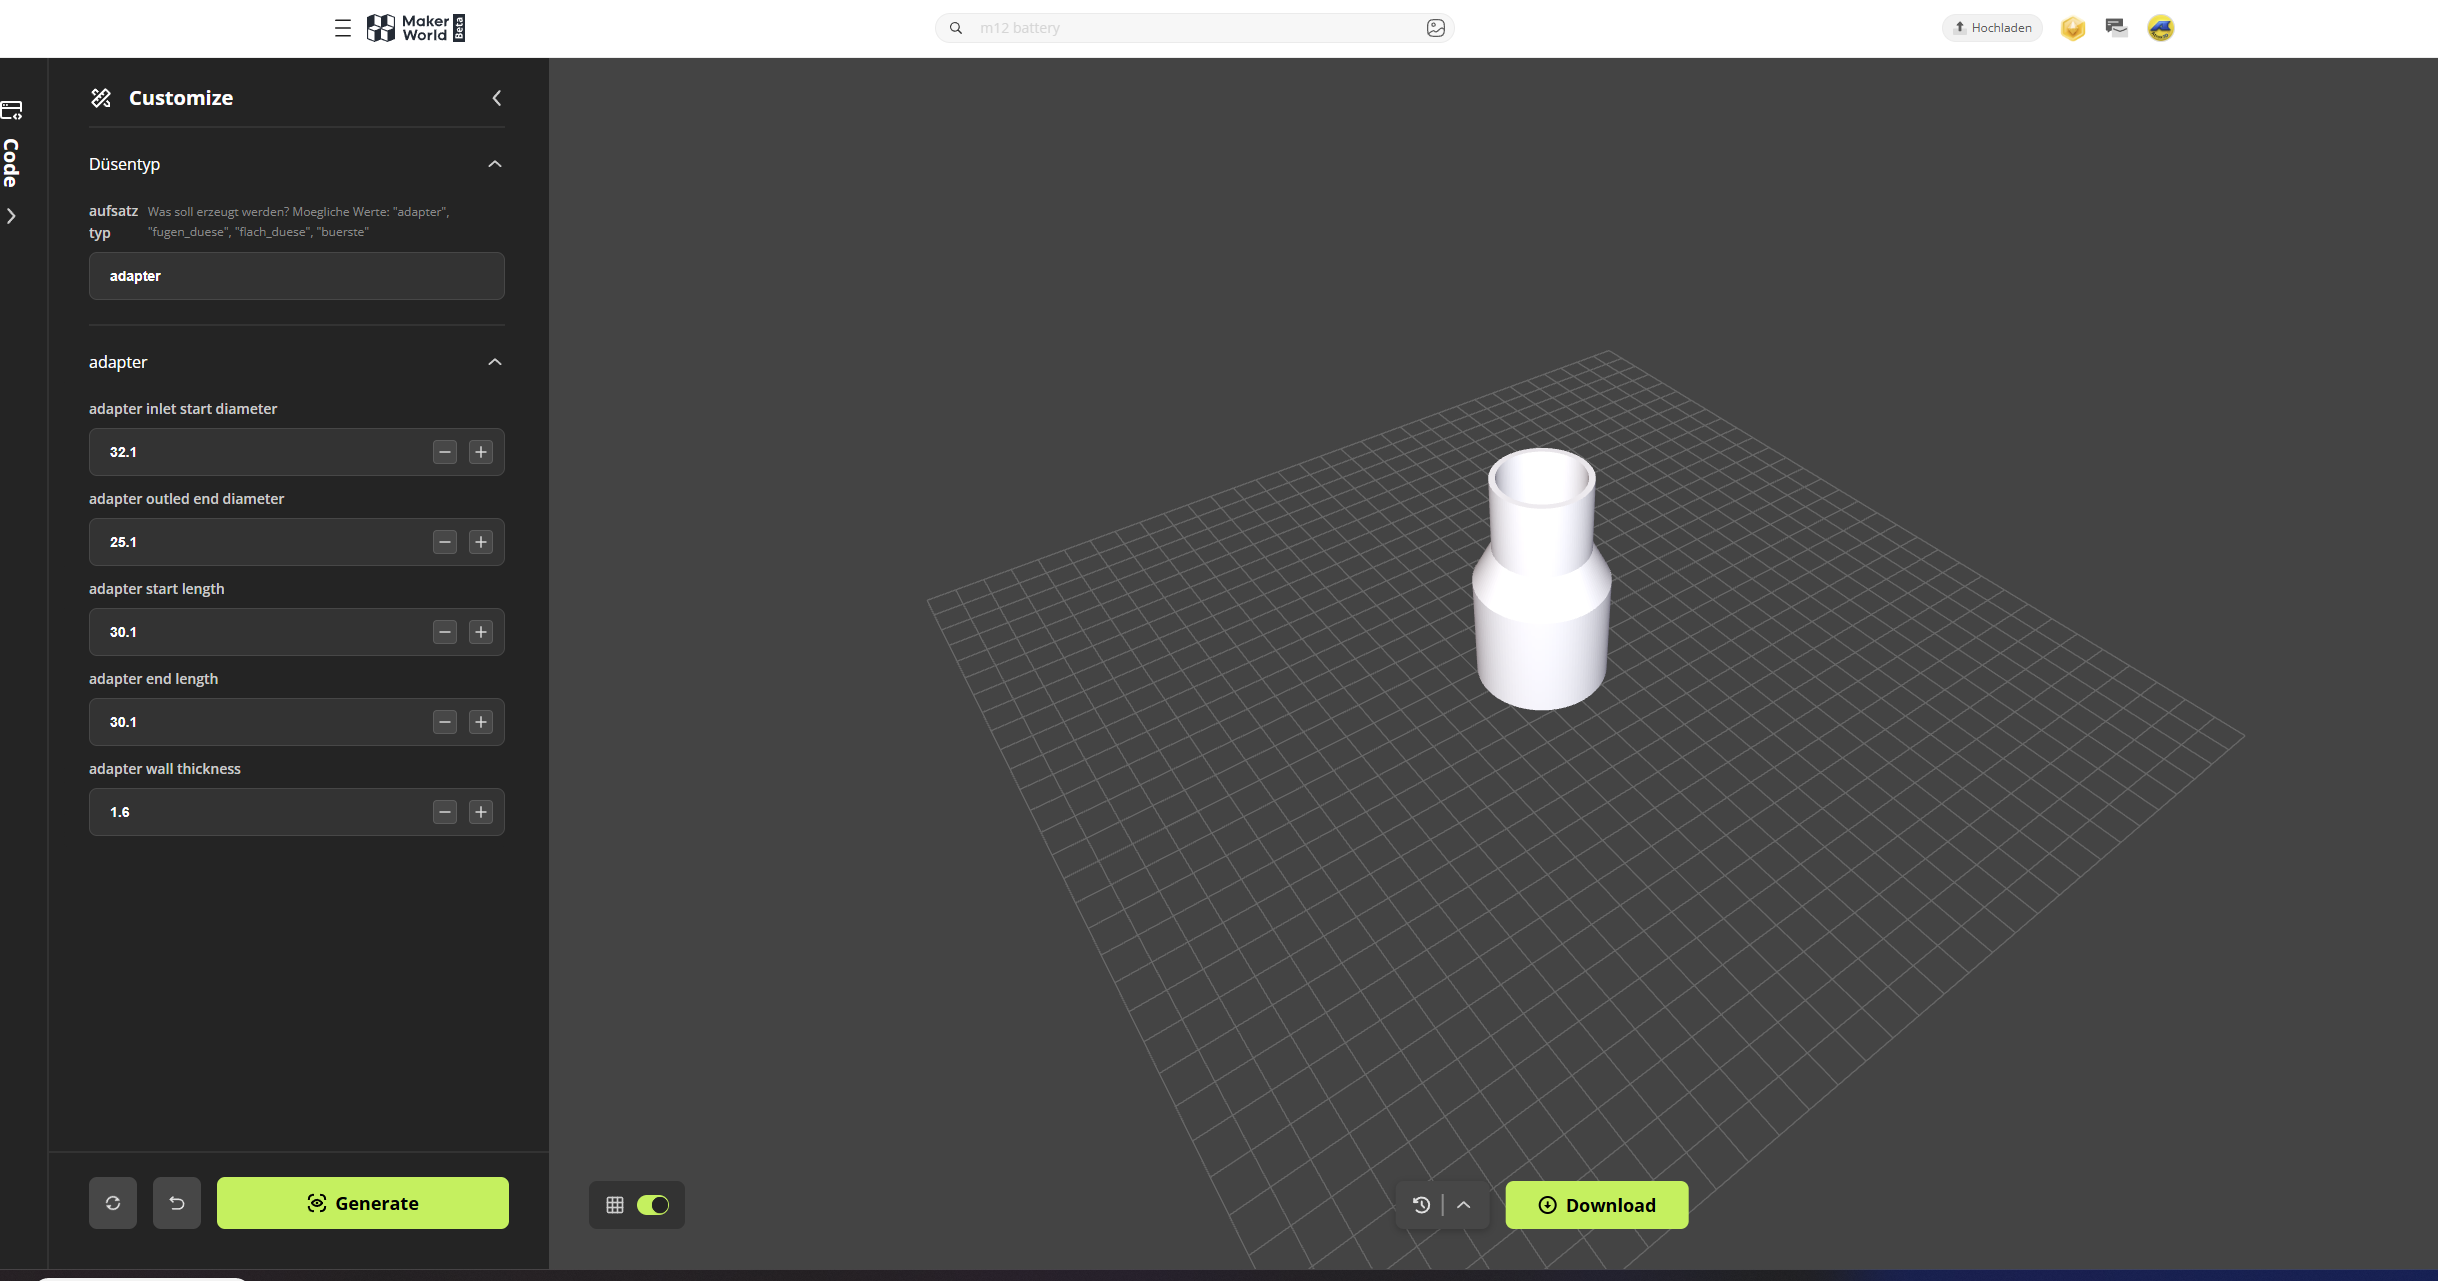 Maker
World
Beta
m12 battery
Hochladen
Code
Customize
Düsentyp
aufsatz typ
Was soll erzeugt werden? Moegliche Werte: "adapter",
"fugen_duese", "flach_duese", "buerste"
adapter
adapter
adapter inlet start diameter
32.1
adapter outled end diameter
25.1
adapter start length
30.1
adapter end length
30.1
adapter wall thickness
1.6
Generate
Download